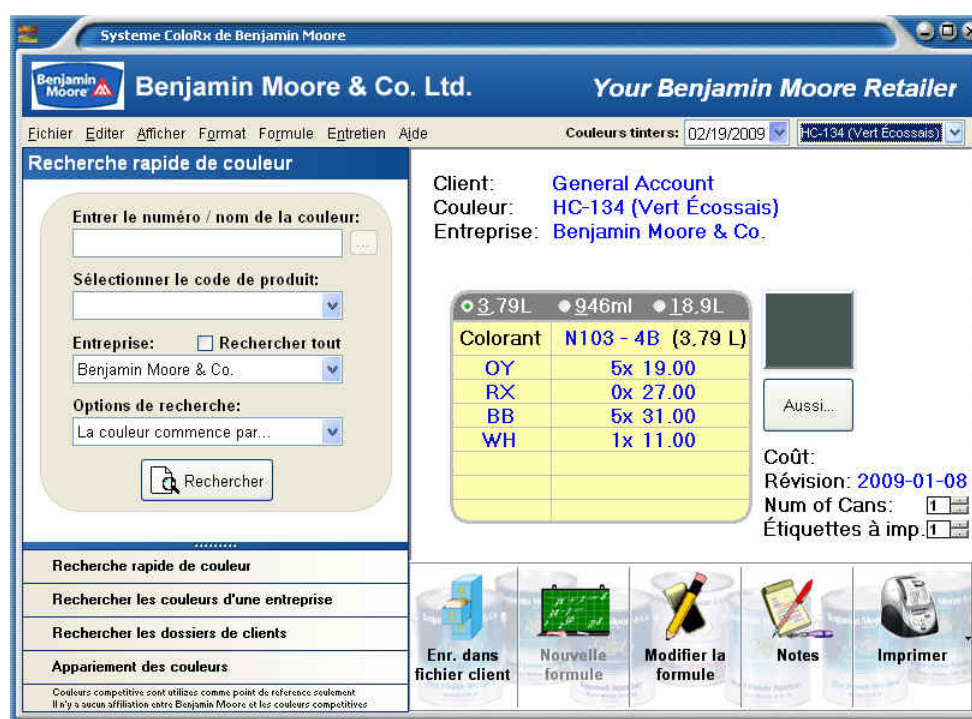 Systeme ColoRx de Benjamin Moore
Benjamin Moore
Benjamin Moore & Co. Ltd.
Your Benjamin Moore Retailer
Fichier Editer Afficher Format Formule Entretien Ajde
Couleurs tinters: 02/19/2009 HC-134 (Vert Écossais)
Recherche rapide de couleur
Entrer le numéro / nom de la couleur:
...
Sélectionner le code de produit:
Entreprise: Rechercher tout
Benjamin Moore & Co.
Options de recherche:
La couleur commence par...
Rechercher
Recherche rapide de couleur
Rechercher les couleurs d'une entreprise
Rechercher les dossiers de clients
Appariement des couleurs
Couleurs competitive sont utilizes comme point de reference seulement
Il n'y a aucun affiliation entre Benjamin Moore et les couleurs competitives
Client: General Account
Couleur: HC-134 (Vert Écossais)
Entreprise: Benjamin Moore & Co.
3,79L 946ml 18,9L
Colorant N103 - 4B (3,79 L)
OY 5x 19.00
RX 0x 27.00
BB 5x 31.00
WH 1x 11.00
Aussi...
Coût:
Révision: 2009-01-08
Num of Cans: 1
Étiquettes à imp. 1
Enr. dans fichier client
Nouvelle formule
Modifier la formule
Notes
Imprimer